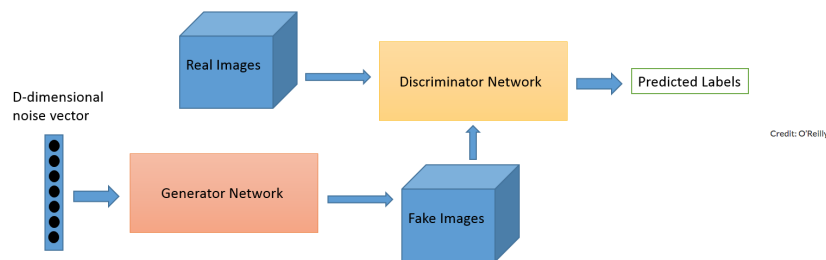 Real Images
Discriminator Network
Predicted Labels
D-dimensional
noise vector
Credit: O'Reilly
Generator Network
Fake Images